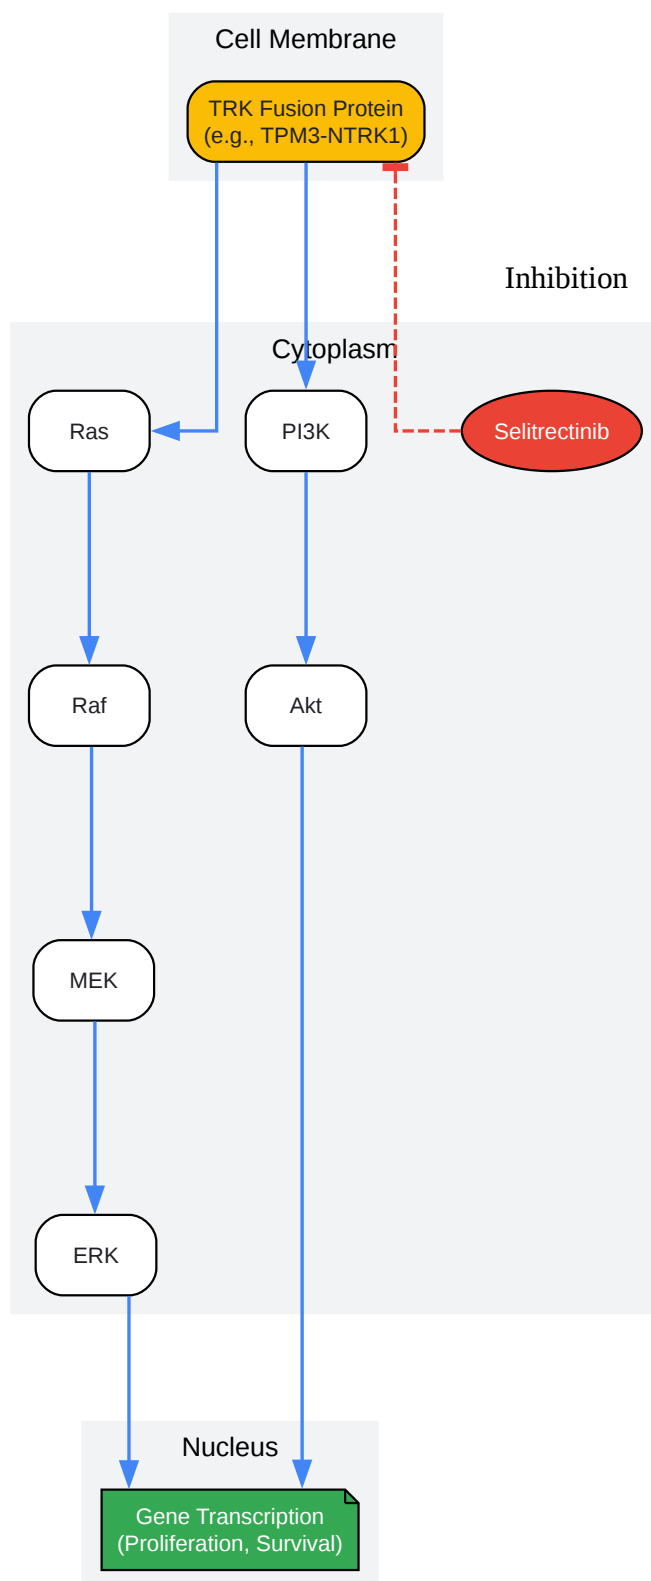 Cell Membrane
TRK Fusion Protein
(e.g., TPM3-NTRK1)
Inhibition
Cytoplasm
Ras
PI3K
Selitrectinib
Raf
Akt
MEK
ERK
Nucleus
Gene Transcription
(Proliferation, Survival)